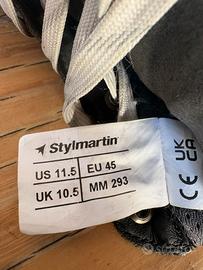 Stylmartin
US 11.5 EU 45
UK 10.5 MM 293
UK
CA
CE